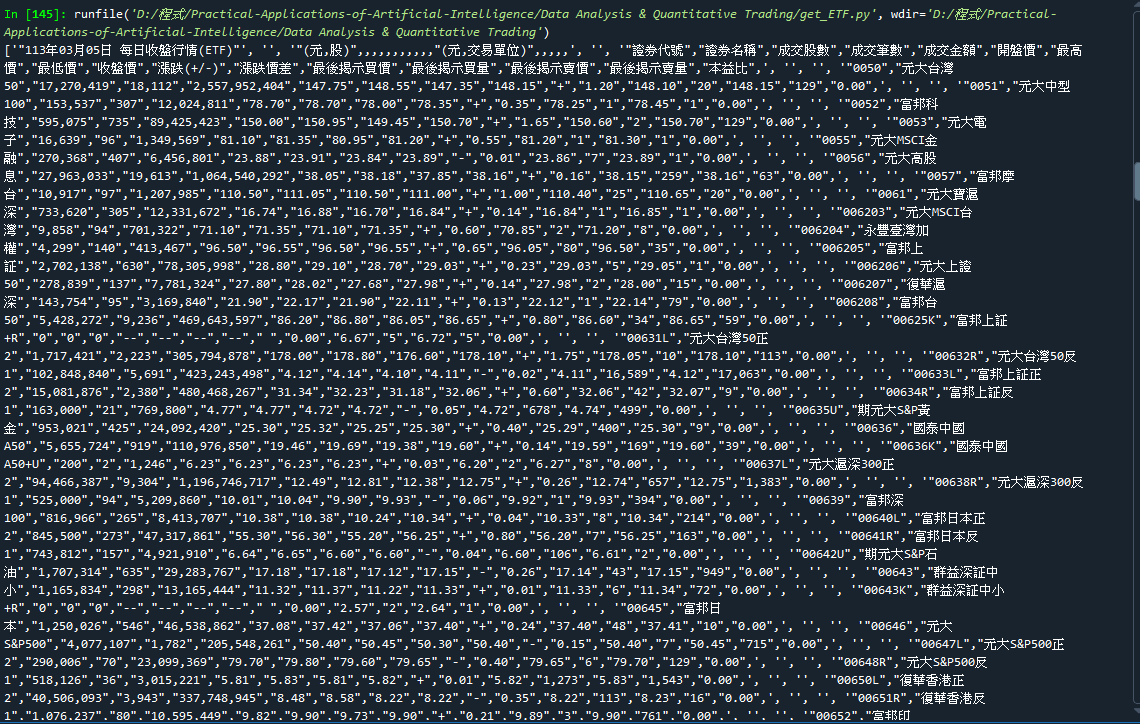 In [145]: runfile('D:/程式/Practical-Applications-of-Artificial-Intelligence/Data Analysis & Quantitative Trading/get_ETF.py', wdir='D:/程式/Practical-
Applications-of-Artificial-Intelligence/Data Analysis & Quantitative Trading')
['"113年03月05日 每日收盤行情(ETF)"', '', '"(元,股)",,,,,,,,,,,"(元,交易單位)",,,,,', '', '"證券代號","證券名稱","成交股數","成交筆數","成交金額","開盤價","最高
價","最低價","收盤價","漲跌(+/-)","漲跌價差","最後揭示買價","最後揭示買量","最後揭示賣價","最後揭示賣量","本益比",', '', '', '"0050","元大台灣
50","17,270,419","18,112","2,557,952,404","147.75","148.55","147.35","148.15","+","1.20","148.10","20","148.15","129","0.00",', '', '', '"0051","元大中型
100","153,537","307","12,024,811","78.70","78.70","78.00","78.35","+","0.35","78.25","1","78.45","1","0.00",', '', '', '"0052","富邦科
技","595,075","735","89,425,423","150.00","150.95","149.45","150.70","+","1.65","150.60","2","150.70","129","0.00",', '', '', '"0053","元大電
子","16,639","96","1,349,569","81.10","81.35","80.95","81.20","+","0.55","81.20","1","81.30","1","0.00",', '', '', '"0055","元大MSCI金
融","270,368","407","6,456,801","23.88","23.91","23.84","23.89","-","0.01","23.86","7","23.89","1","0.00",', '', '', '"0056","元大高股
息","27,963,033","19,613","1,064,540,292","38.05","38.18","37.85","38.16","+","0.16","38.15","259","38.16","63","0.00",', '', '', '"0057","富邦摩
台","10,917","97","1,207,985","110.50","111.05","110.50","111.00","+","1.00","110.40","25","110.65","20","0.00",', '', '', '"0061","元大寶滬
深","733,620","305","12,331,672","16.74","16.88","16.70","16.84","+","0.14","16.84","1","16.85","1","0.00",', '', '', '"006203","元大MSCI台
灣","9,858","94","701,322","71.10","71.35","71.10","71.35","+","0.60","70.85","2","71.20","8","0.00",', '', '', '"006204","永豐臺灣加
權","4,299","140","413,467","96.50","96.55","96.50","96.55","+","0.65","96.05","80","96.50","35","0.00",', '', '', '"006205","富邦上
証","2,702,138","630","78,305,998","28.80","29.10","28.70","29.03","+","0.23","29.03","5","29.05","1","0.00",', '', '', '"006206","元大上證
50","278,839","137","7,781,324","27.80","28.02","27.68","27.98","+","0.14","27.98","2","28.00","15","0.00",', '', '', '"006207","復華滬
深","143,754","95","3,169,840","21.90","22.17","21.90","22.11","+","0.13","22.12","1","22.14","79","0.00",', '', '', '"006208","富邦台
50","5,428,272","9,236","469,643,597","86.20","86.80","86.05","86.65","+","0.80","86.60","34","86.65","59","0.00",', '', '', '"00625K","富邦上証
+R","0","0","0","--","--","--","--"," ","0.00","6.67","5","6.72","5","0.00",', '', '', '"00631L","元大台灣50正
2","1,717,421","2,223","305,794,878","178.00","178.80","176.60","178.10","+","1.75","178.05","10","178.10","113","0.00",', '', '', '"00632R","元大台灣50反
1","102,848,840","5,691","423,243,498","4.12","4.14","4.10","4.11","-","0.02","4.11","16,589","4.12","17,063","0.00",', '', '', '"00633L","富邦上証正
2","15,081,876","2,380","480,468,267","31.34","32.23","31.18","32.06","+","0.60","32.06","42","32.07","9","0.00",', '', '', '"00634R","富邦上証反
1","163,000","21","769,800","4.77","4.77","4.72","4.72","-","0.05","4.72","678","4.74","499","0.00",', '', '', '"00635U","期元大S&P黃
金","953,021","425","24,092,420","25.30","25.32","25.25","25.30","+","0.40","25.29","400","25.30","9","0.00",', '', '', '"00636","國泰中國
A50","5,655,724","919","110,976,850","19.46","19.69","19.38","19.60","+","0.14","19.59","169","19.60","39","0.00",', '', '', '"00636K","國泰中國
A50+U","200","2","1,246","6.23","6.23","6.23","6.23","+","0.03","6.20","2","6.27","8","0.00",', '', '', '"00637L","元大滬深300正
2","94,466,387","9,304","1,196,746,717","12.49","12.81","12.38","12.75","+","0.26","12.74","657","12.75","1,383","0.00",', '', '', '"00638R","元大滬深300反
1","525,000","94","5,209,860","10.01","10.04","9.90","9.93","-","0.06","9.92","1","9.93","394","0.00",', '', '', '"00639","富邦深
100","816,966","265","8,413,707","10.38","10.38","10.24","10.34","+","0.04","10.33","8","10.34","214","0.00",', '', '', '"00640L","富邦日本正
2","845,500","273","47,317,861","55.30","56.30","55.20","56.25","+","0.80","56.20","7","56.25","163","0.00",', '', '', '"00641R","富邦日本反
1","743,812","157","4,921,910","6.64","6.65","6.60","6.60","-","0.04","6.60","106","6.61","2","0.00",', '', '', '"00642U","期元大S&P石
油","1,707,314","635","29,283,767","17.18","17.18","17.12","17.15","-","0.26","17.14","43","17.15","949","0.00",', '', '', '"00643","群益深証中
小","1,165,834","298","13,165,444","11.32","11.37","11.22","11.33","+","0.01","11.33","6","11.34","72","0.00",', '', '', '"00643K","群益深証中小
+R","0","0","0","--","--","--","--"," ","0.00","2.57","2","2.64","1","0.00",', '', '', '"00645","富邦日
本","1,250,026","546","46,538,862","37.08","37.42","37.06","37.40","+","0.24","37.40","48","37.41","10","0.00",', '', '', '"00646","元大
S&P500","4,077,107","1,782","205,548,261","50.40","50.50","50.30","50.40","-","0.15","50.40","7","50.45","715","0.00",', '', '', '"00647L","元大S&P500正
2","290,006","70","23,099,369","79.70","79.80","79.60","79.65","-","0.40","79.65","6","79.70","129","0.00",', '', '', '"00648R","元大S&P500反
1","518,126","36","3,015,221","5.81","5.83","5.81","5.82","+","0.01","5.82","1,273","5.83","1,543","0.00",', '', '', '"00650L","復華香港正
2","40,506,093","3,943","337,748,945","8.48","8.58","8.22","8.22","-","0.35","8.22","113","8.23","16","0.00",', '', '', '"00651R","復華香港反
1","1,076,237","80","10,595,449","9.82","9.90","9.73","9.90","+","0.21","9.89","3","9.90","761","0.00",', '', '', '"00652","富邦印